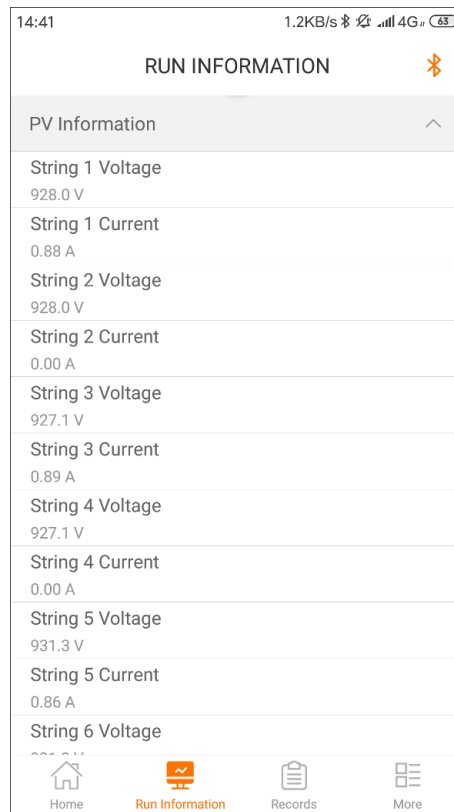 14:41 1.2KB/s 4G 63
RUN INFORMATION
PV Information
String 1 Voltage
928.0 V
String 1 Current
0.88 A
String 2 Voltage
928.0 V
String 2 Current
0.00 A
String 3 Voltage
927.1 V
String 3 Current
0.89 A
String 4 Voltage
927.1 V
String 4 Current
0.00 A
String 5 Voltage
931.3 V
String 5 Current
0.86 A
String 6 Voltage
Home Run Information Records More